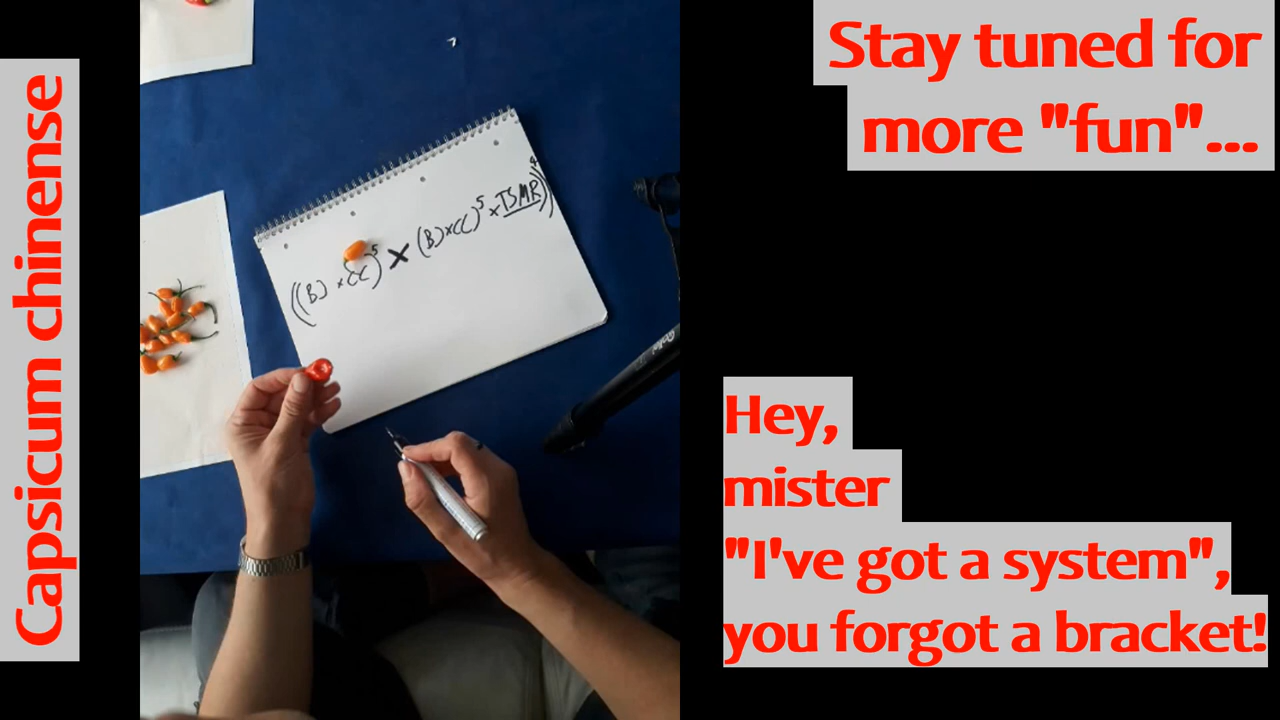 Capsicum chinense
Stay tuned for
more "fun"...
((B) × CC)⁵ × (B) × CC)⁵ × TSMR))
Hey,
mister
"I've got a system",
you forgot a bracket!